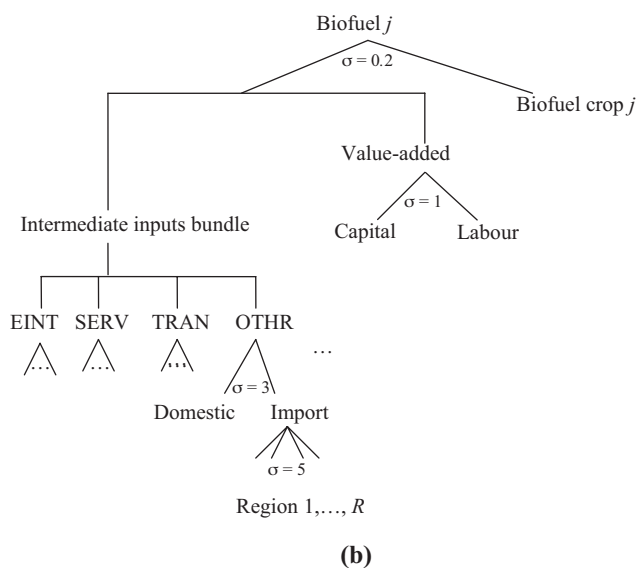 Biofuel j
σ = 0.2
Biofuel crop j
Value-added
σ = 1
Intermediate inputs bundle
Capital Labour
EINT SERV TRAN OTHR
… … … …
σ = 3
Domestic Import
σ = 5
Region 1,…, R
(b)